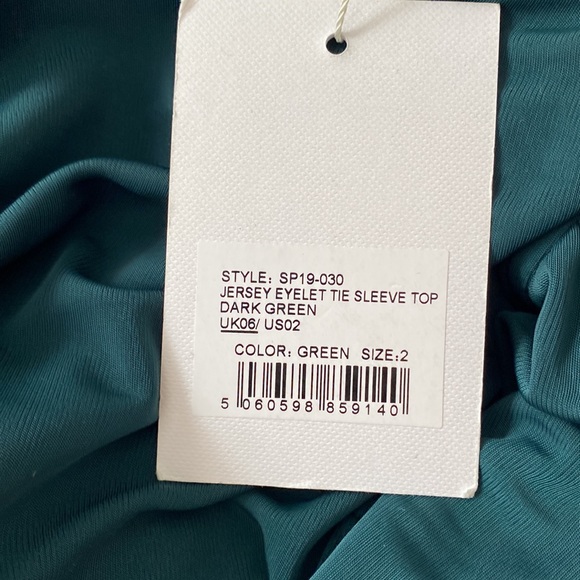 STYLE: SP19-030
JERSEY EYELET TIE SLEEVE TOP
DARK GREEN
UK06/ US02
COLOR: GREEN SIZE:2
5 060598 859140